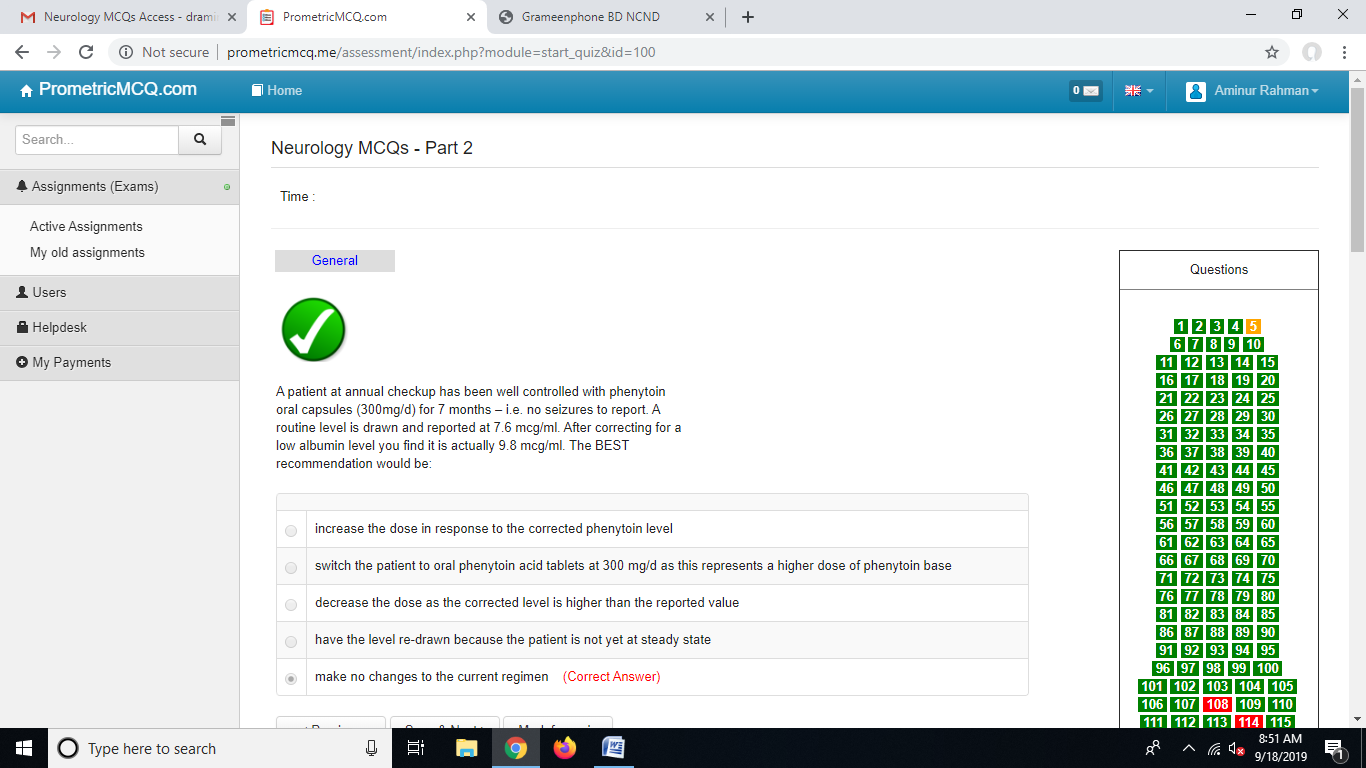 Neurology MCQs Access - drami
PrometricMCQ.com
Grameenphone BD NCND
Not secure
prometricmcq.me/assessment/index.php?module=start_quiz&id=100
PrometricMCQ.com
Home
0
Aminur Rahman
Search...
Assignments (Exams)
Active Assignments
My old assignments
Users
Helpdesk
My Payments
Neurology MCQs - Part 2
Time :
General
A patient at annual checkup has been well controlled with phenytoin
oral capsules (300mg/d) for 7 months – i.e. no seizures to report. A
routine level is drawn and reported at 7.6 mcg/ml. After correcting for a
low albumin level you find it is actually 9.8 mcg/ml. The BEST
recommendation would be:
increase the dose in response to the corrected phenytoin level
switch the patient to oral phenytoin acid tablets at 300 mg/d as this represents a higher dose of phenytoin base
decrease the dose as the corrected level is higher than the reported value
have the level re-drawn because the patient is not yet at steady state
make no changes to the current regimen (Correct Answer)
Questions
1 2 3 4 5
6 7 8 9 10
11 12 13 14 15
16 17 18 19 20
21 22 23 24 25
26 27 28 29 30
31 32 33 34 35
36 37 38 39 40
41 42 43 44 45
46 47 48 49 50
51 52 53 54 55
56 57 58 59 60
61 62 63 64 65
66 67 68 69 70
71 72 73 74 75
76 77 78 79 80
81 82 83 84 85
86 87 88 89 90
91 92 93 94 95
96 97 98 99 100
101 102 103 104 105
106 107 108 109 110
111 112 113 114 115
Type here to search
8:51 AM
9/18/2019
1